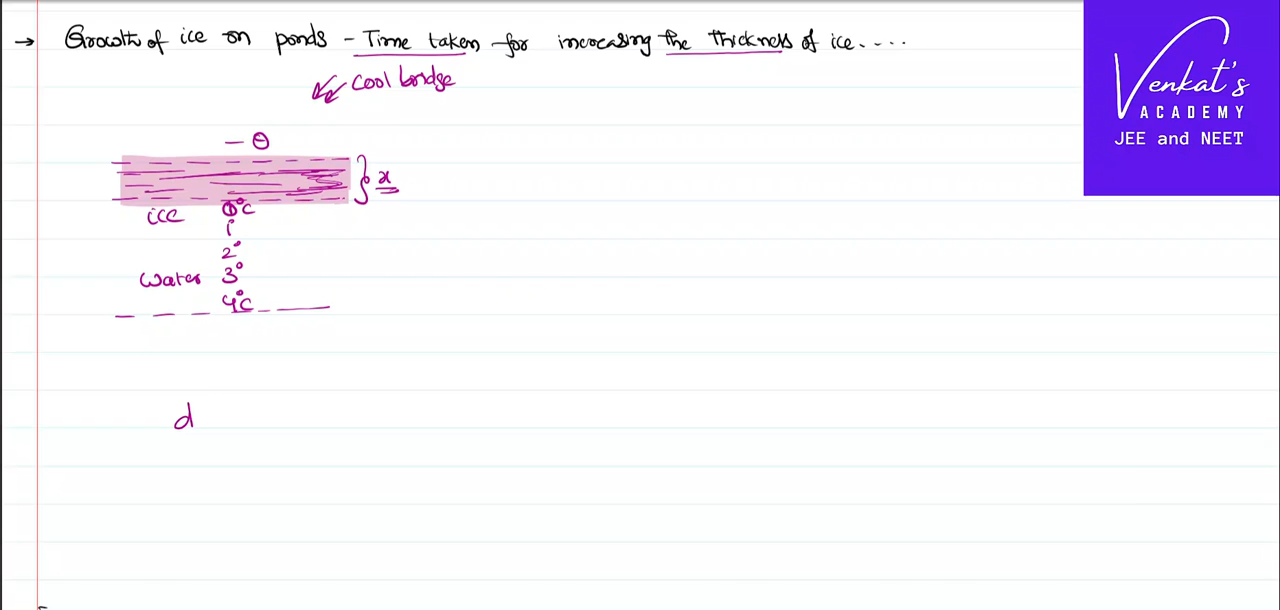 → Growth of ice on ponds - Time taken for increasing the thickness of ice....
cool bridge
Venkat's
ACADEMY
JEE and NEET
- θ
x
ice 0°C
1
2°
Water 3°
4°C
d